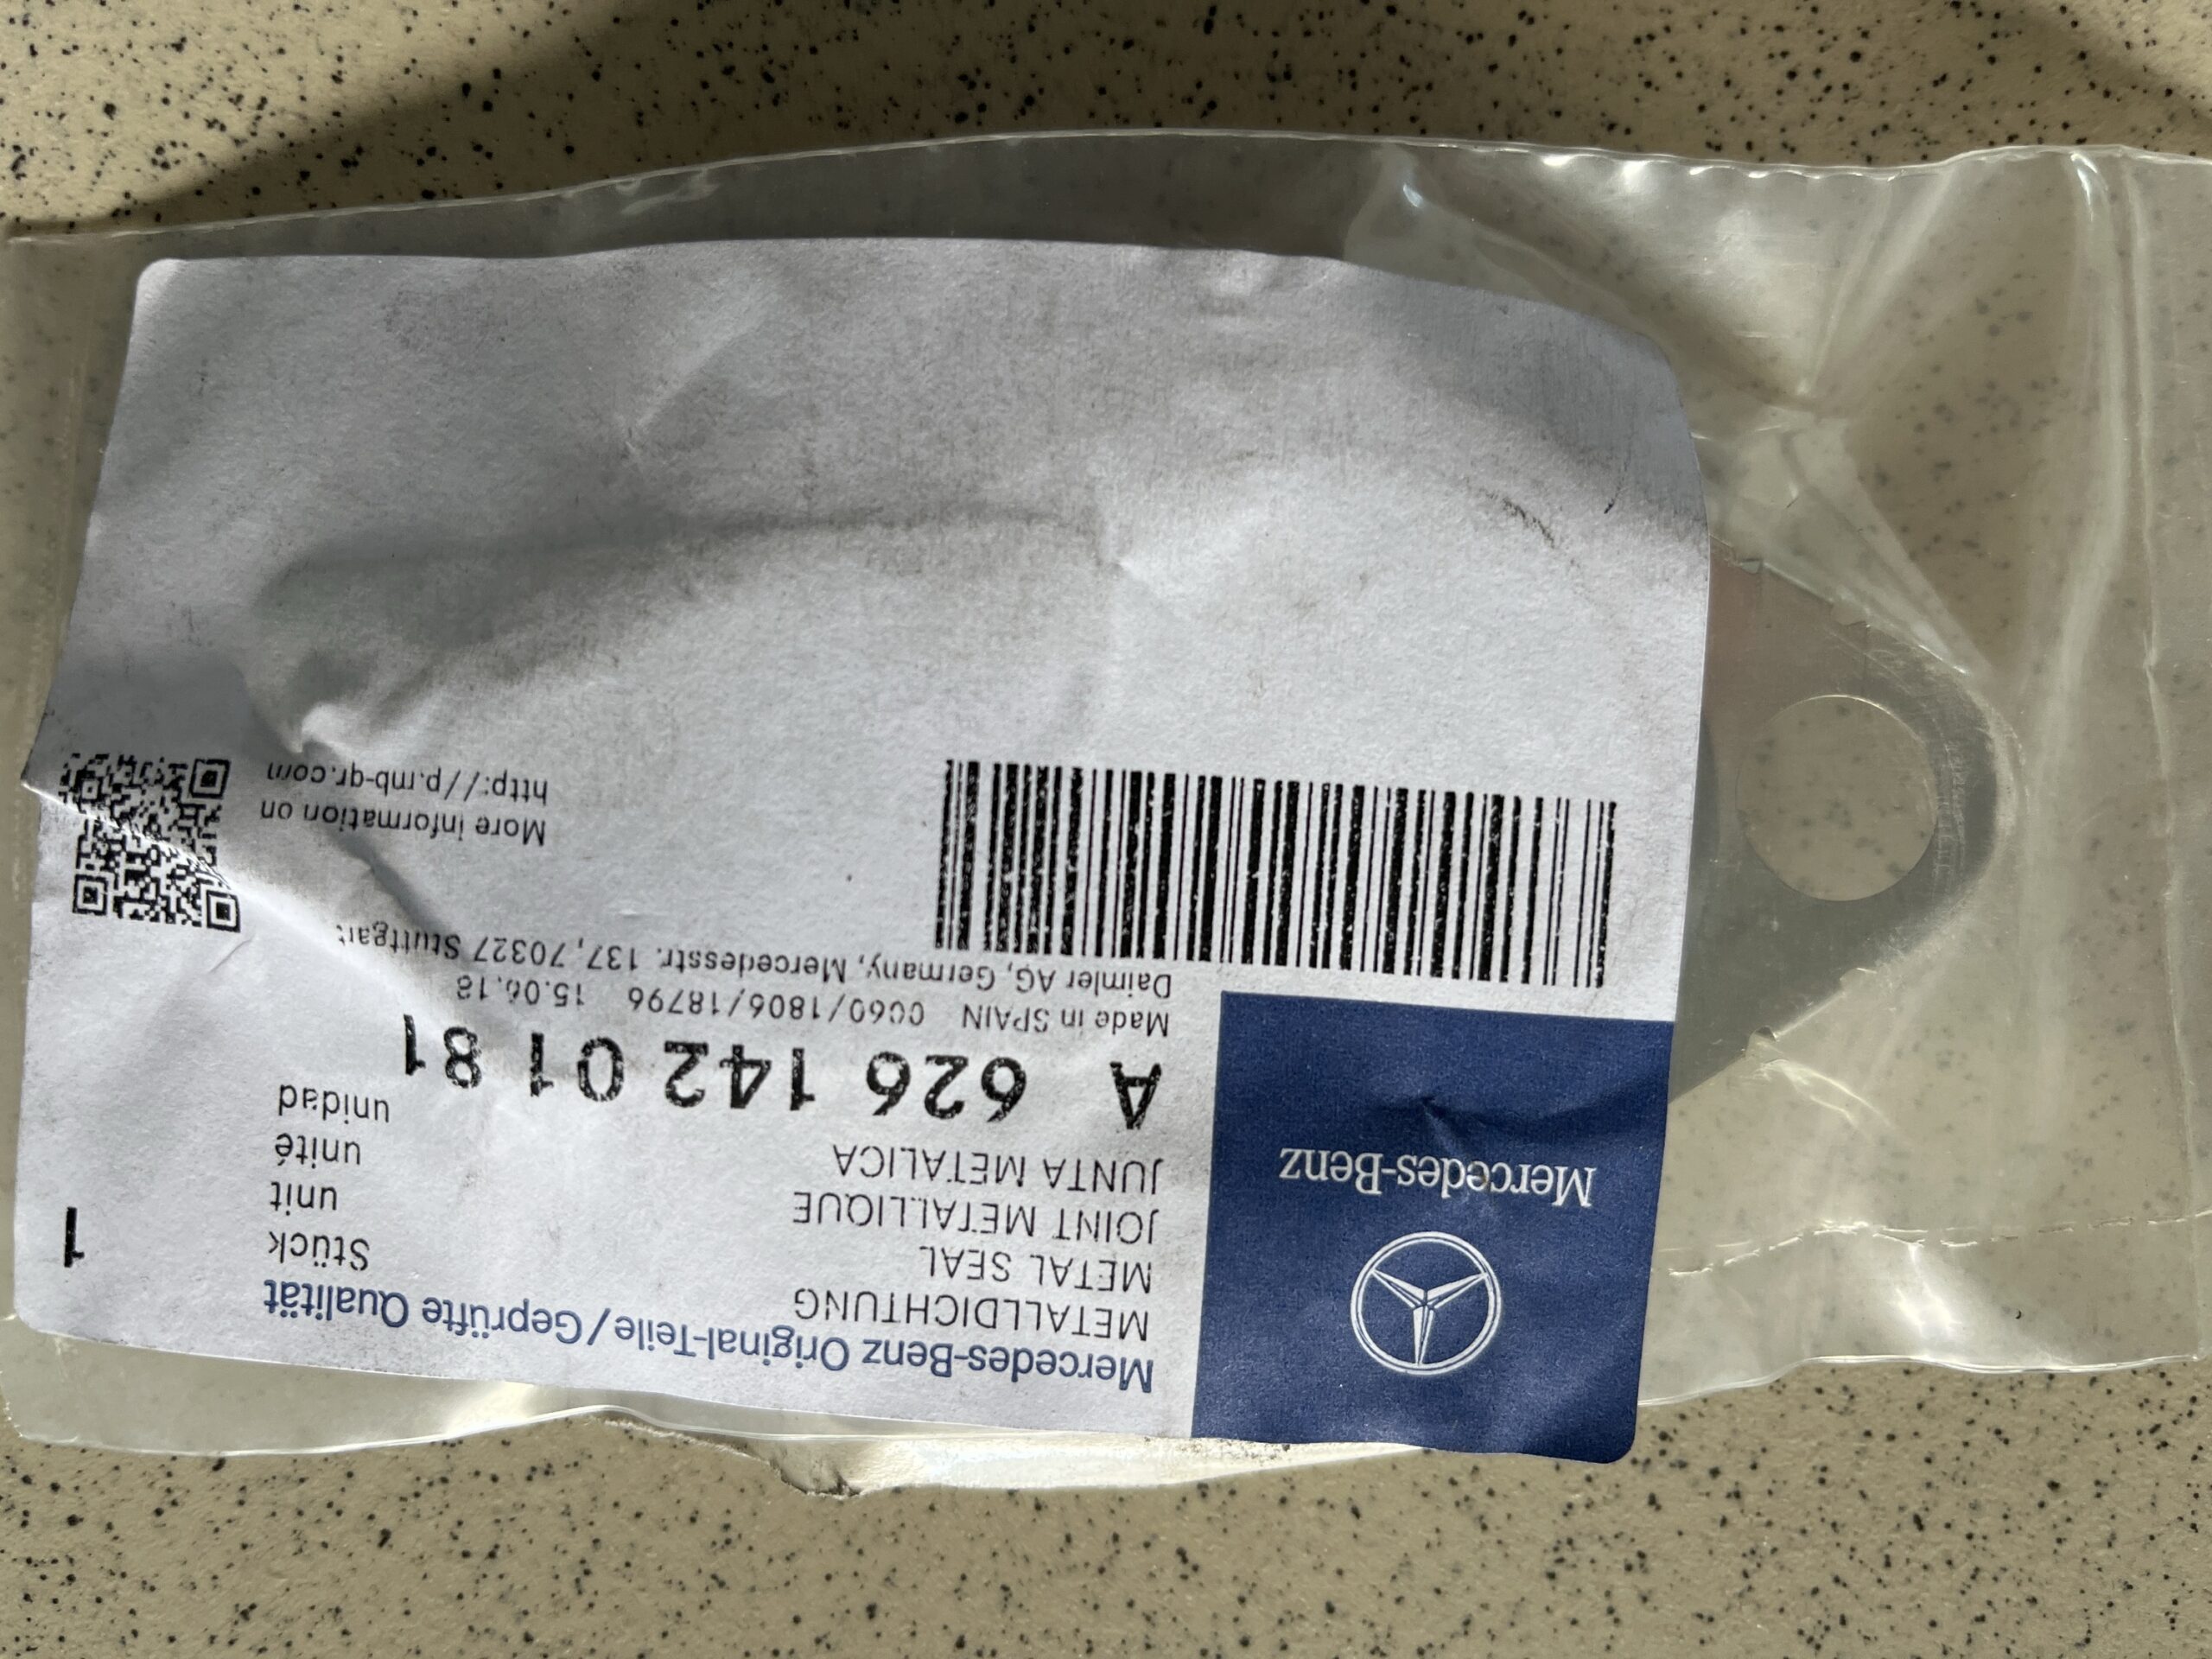 Mercedes-Benz
Mercedes-Benz Original-Teile/Geprüfte Qualität
METALLDICHTUNG
METAL SEAL
JOINT METALLIQUE
JUNTA METALICA
Stück
unit
unité
unidad
1
A 626 142 01 81
Made in SPAIN 0060/1806/18796 15.06.18
Daimler AG, Germany, Mercedesstr. 137, 70327 Stuttgart
More information on
http://p.mb-qr.com